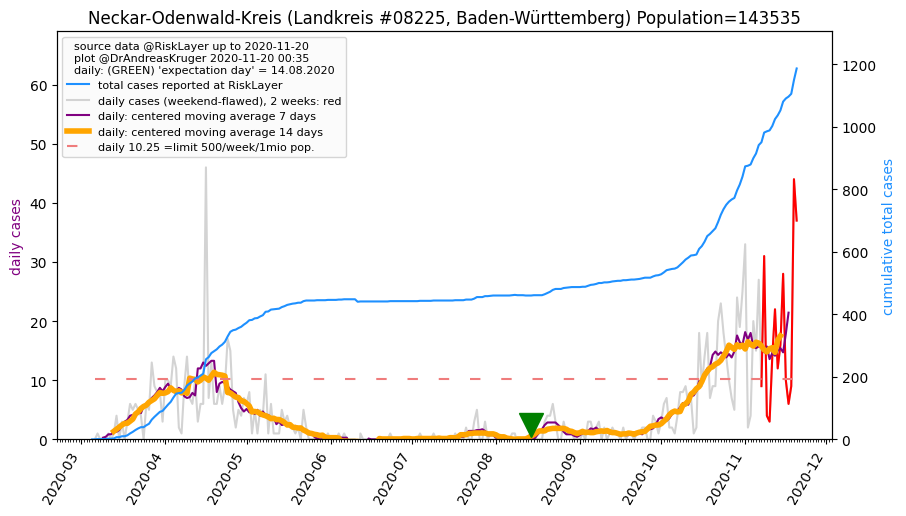 Neckar-Odenwald-Kreis (Landkreis #08225, Baden-Württemberg) Population=143535
source data @RiskLayer up to 2020-11-20
plot @DrAndreasKruger 2020-11-20 00:35
daily: (GREEN) 'expectation day' = 14.08.2020
total cases reported at RiskLayer
daily cases (weekend-flawed), 2 weeks: red
daily: centered moving average 7 days
daily: centered moving average 14 days
daily 10.25 =limit 500/week/1mio pop.
daily cases
60
50
40
30
20
10
0
cumulative total cases
1200
1000
800
600
400
200
0
2020-03
2020-04
2020-05
2020-06
2020-07
2020-08
2020-09
2020-10
2020-11
2020-12